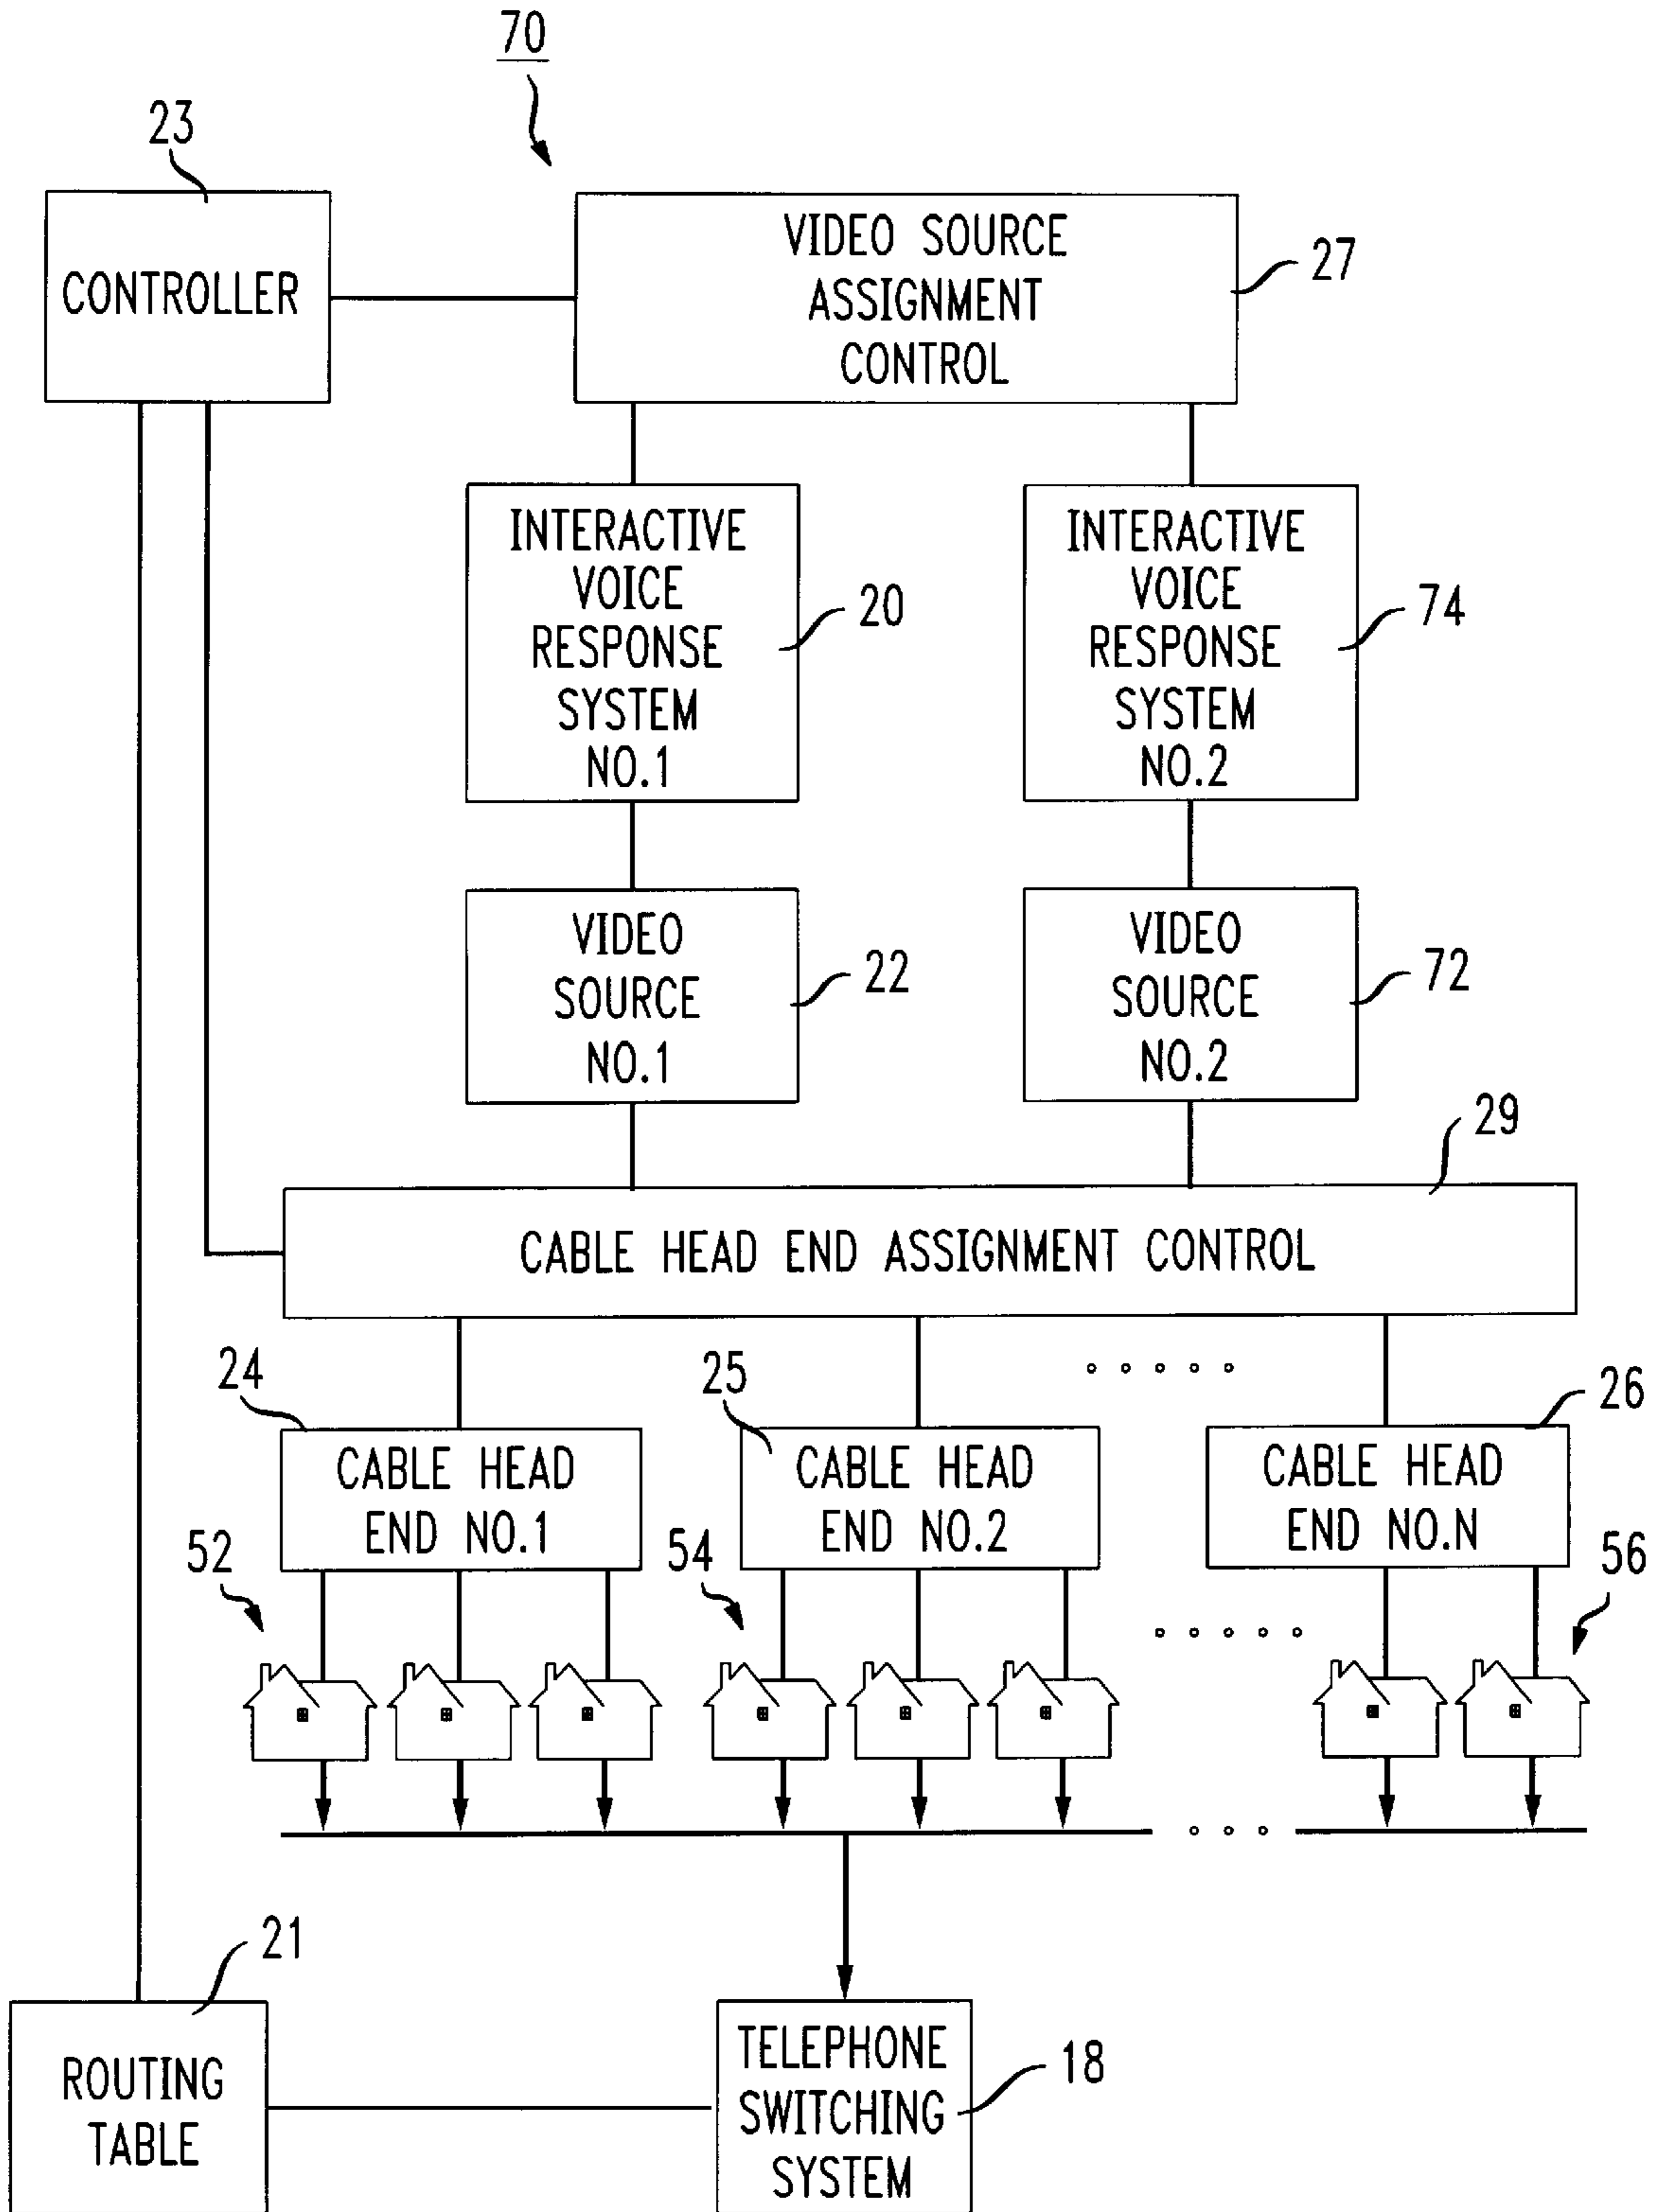 70
23
CONTROLLER
VIDEO SOURCE
ASSIGNMENT
CONTROL
27
INTERACTIVE
VOICE
RESPONSE
SYSTEM
NO.1
20
INTERACTIVE
VOICE
RESPONSE
SYSTEM
NO.2
74
VIDEO
SOURCE
NO.1
22
VIDEO
SOURCE
NO.2
72
29
CABLE HEAD END ASSIGNMENT CONTROL
24
CABLE HEAD
END NO.1
25
CABLE HEAD
END NO.2
26
CABLE HEAD
END NO.N
52
54
56
21
ROUTING
TABLE
TELEPHONE
SWITCHING
SYSTEM
18